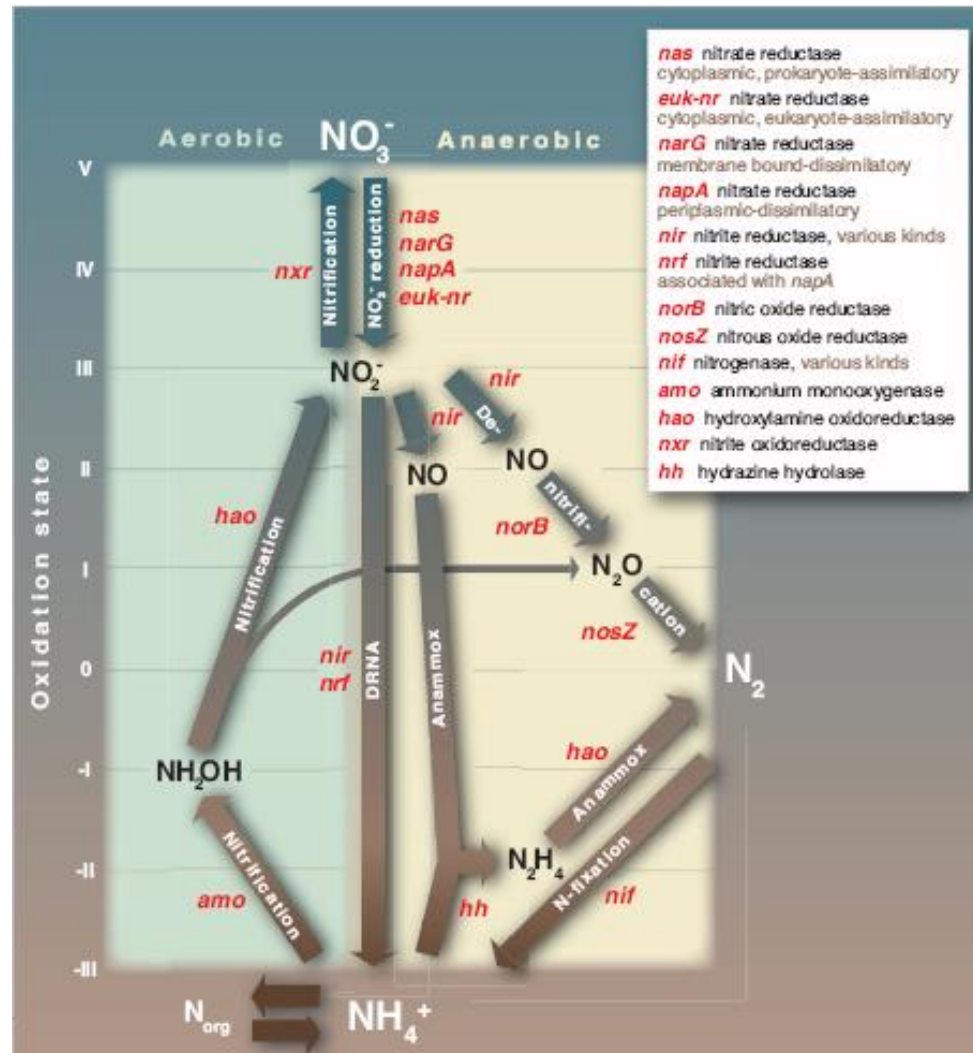 Aerobic NO₃⁻ Anaerobic
nas nitrate reductase
cytoplasmic, prokaryote-assimilatory
euk-nr nitrate reductase
cytoplasmic, eukaryote-assimilatory
narG nitrate reductase
membrane bound-dissimilatory
napA nitrate reductase
periplasmic-dissimilatory
nir nitrite reductase, various kinds
nrf nitrite reductase
associated with napA
norB nitric oxide reductase
nosZ nitrous oxide reductase
nif nitrogenase, various kinds
amo ammonium monooxygenase
hao hydroxylamine oxidoreductase
nxr nitrite oxidoreductase
hh hydrazine hydrolase
Oxidation state
V
IV
III
II
I
0
-I
-II
-III
nxr
Nitrification
NO₃⁻ reduction
nas
narG
napA
euk-nr
NO₂⁻
nir
nir
De-
NO
NO
nitrifi-
norB
N₂O
cation
nosZ
N₂
hao
Nitrification
nir
nrf
DRNA
Anammox
NH₂OH
hao
Anammox
N₂H₄
N-fixation
nif
hh
amo
Nitrification
N org
NH₄⁺